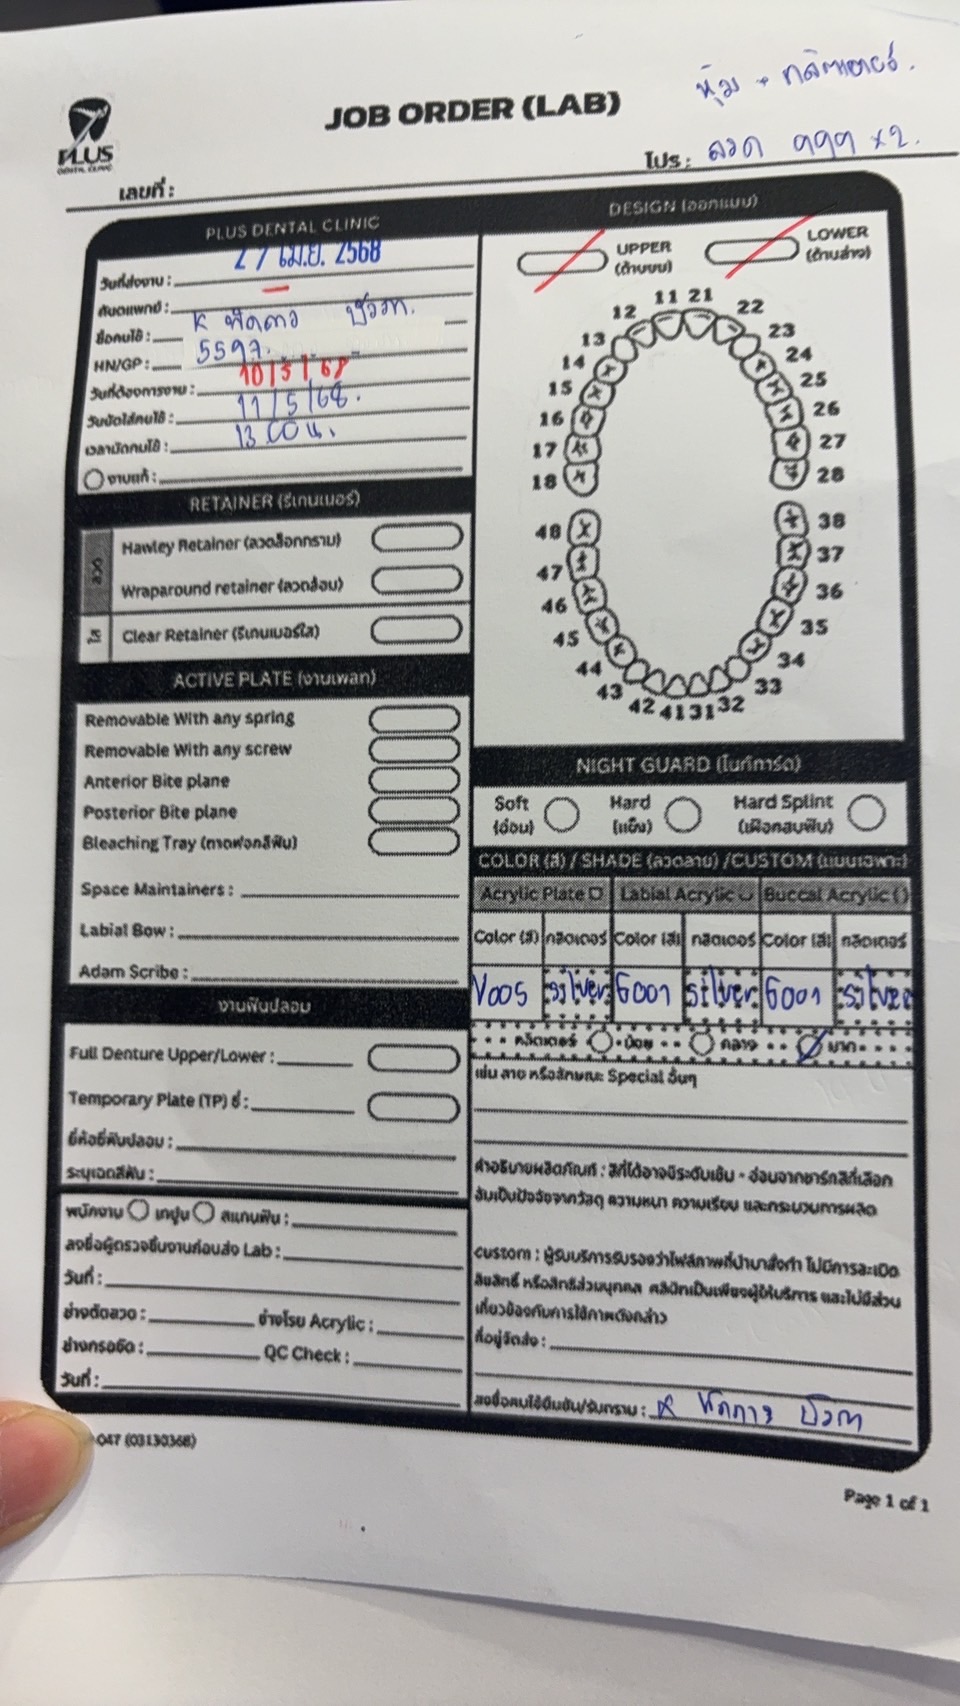 หุ้ม + กลิตเตอร์.
JOB ORDER (LAB)
PLUS
DENTAL CLINIC
โปร: ลวด 999 x2.
เลขที่ :
PLUS DENTAL CLINIC
วันที่ส่งงาน : 27 เม.ย. 2568
ทันตแพทย์ :
ชื่อคนไข้ : K
HN/GP: 5597
วันที่ต้องการงาน : 10/5/68
วันนัดใส่คนไข้ : 11/5/68.
เวลานัดคนไข้ : 13.00 น.
งานแก้ :
RETAINER (รีเทนเนอร์)
ลวด
Hawley Retainer (ลวดล็อกกราม)
Wraparound retainer (ลวดล้อม)
ใส
Clear Retainer (รีเทนเนอร์ใส)
ACTIVE PLATE (งานเพลท)
Removable With any spring
Removable With any screw
Anterior Bite plane
Posterior Bite plane
Bleaching Tray (ถาดฟอกสีฟัน)
Space Maintainers :
Labial Bow :
Adam Scribe :
งานฟันปลอม
Full Denture Upper/Lower :
Temporary Plate (TP) ซี่ :
ยี่ห้อซี่ฟันปลอม :
ระบุเฉดสีฟัน :
พนักงาน เทปูน สแกนฟัน :
ลงชื่อผู้ตรวจชิ้นงานก่อนส่ง Lab :
วันที่ :
ช่างดัดลวด : ช่างโรย Acrylic :
ช่างกรอขัด : QC Check :
วันที่ :
DESIGN (ออกแบบ)
UPPER
(ด้านบน)
LOWER
(ด้านล่าง)
11 21
12 22
13 23
14 24
15 25
16 26
17 27
18 28
48 38
47 37
46 36
45 35
44 34
43 33
42 41 31 32
NIGHT GUARD (ไนท์การ์ด)
Soft
(อ่อน)
Hard
(แข็ง)
Hard Splint
(เฝือกสบฟัน)
COLOR (สี) / SHADE (ลวดลาย) /CUSTOM (แบบเฉพาะ)
Acrylic Plate Labial Acrylic Buccal Acrylic
Color (สี) กลิตเตอร์ Color (สี) กลิตเตอร์ Color (สี) กลิตเตอร์
V005 silver G001 silver G001 silver
กลิตเตอร์ น้อย กลาง มาก
เช่น ลาย หรือลักษณะ Special อื่นๆ
คำอธิบายผลิตภัณฑ์ : สีที่ได้อาจมีระดับเข้ม - อ่อนจากชาร์ทสีที่เลือก
อันเป็นปัจจัยจากวัสดุ ความหนา ความเรียบ และกระบวนการผลิต
custom : ผู้รับบริการรับรองว่าไฟล์ภาพที่นำมาสั่งทำ ไม่มีการละเมิด
ลิขสิทธิ์ หรือสิทธิส่วนบุคคล คลินิกเป็นเพียงผู้ให้บริการ และไม่มีส่วน
เกี่ยวข้องกับการใช้ภาพดังกล่าว
ที่อยู่จัดส่ง :
ลงชื่อคนไข้ยืนยัน/รับทราบ : K
047 (03130368)
Page 1 of 1